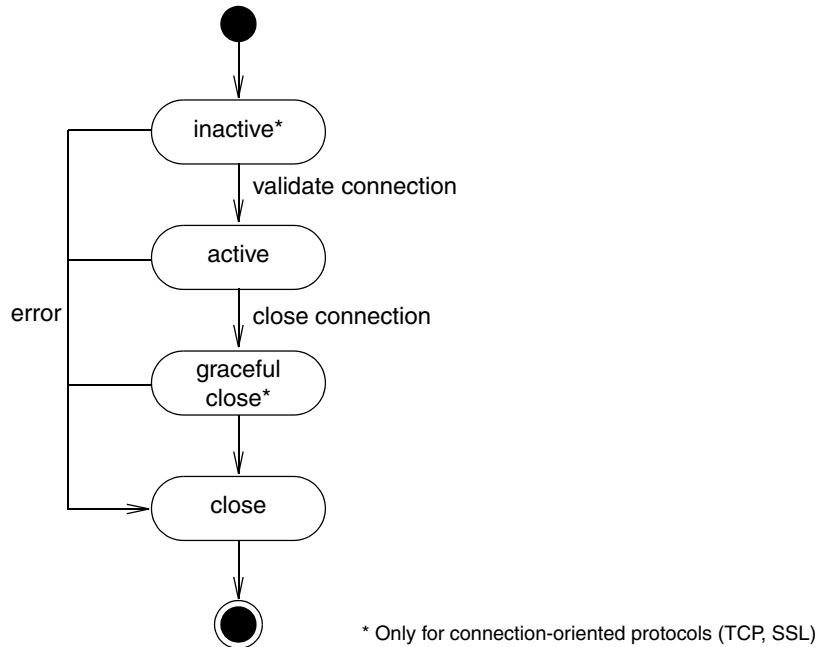 inactive*
validate connection
active
error
close connection
graceful
close*
close
* Only for connection-oriented protocols (TCP, SSL)